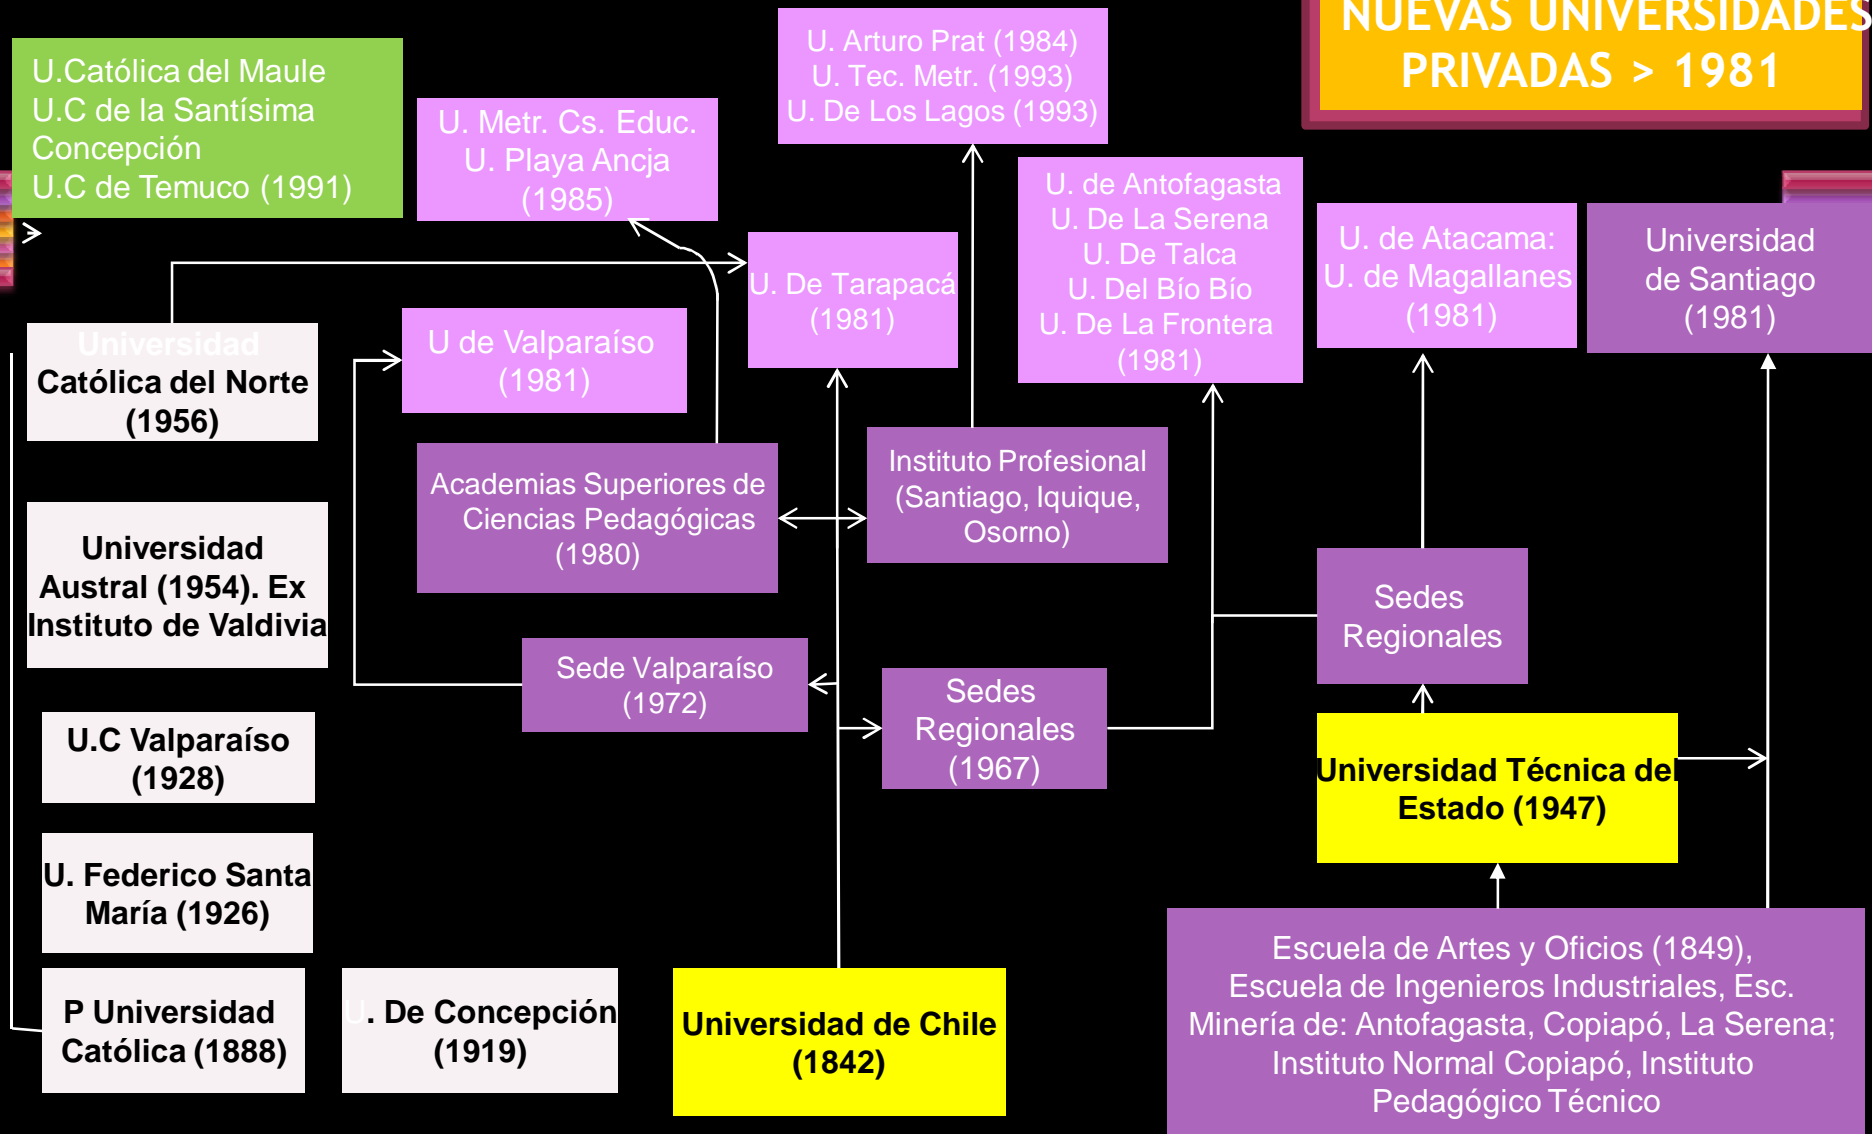 NUEVAS UNIVERSIDADES
PRIVADAS > 1981
U.Católica del Maule
U.C de la Santísima
Concepción
U.C de Temuco (1991)
U. Metr. Cs. Educ.
U. Playa Ancja
(1985)
U. Arturo Prat (1984)
U. Tec. Metr. (1993)
U. De Los Lagos (1993)
U. De Tarapacá
(1981)
U. de Antofagasta
U. De La Serena
U. De Talca
U. Del Bío Bío
U. De La Frontera
(1981)
U. de Atacama:
U. de Magallanes
(1981)
Universidad
de Santiago
(1981)
Universidad
Católica del Norte
(1956)
U de Valparaíso
(1981)
Academias Superiores de
Ciencias Pedagógicas
(1980)
Instituto Profesional
(Santiago, Iquique,
Osorno)
Universidad
Austral (1954). Ex
Instituto de Valdivia
Sede Valparaíso
(1972)
Sedes
Regionales
(1967)
Sedes
Regionales
U.C Valparaíso
(1928)
Universidad Técnica del
Estado (1947)
U. Federico Santa
María (1926)
P Universidad
Católica (1888)
U. De Concepción
(1919)
Universidad de Chile
(1842)
Escuela de Artes y Oficios (1849),
Escuela de Ingenieros Industriales, Esc.
Minería de: Antofagasta, Copiapó, La Serena;
Instituto Normal Copiapó, Instituto
Pedagógico Técnico